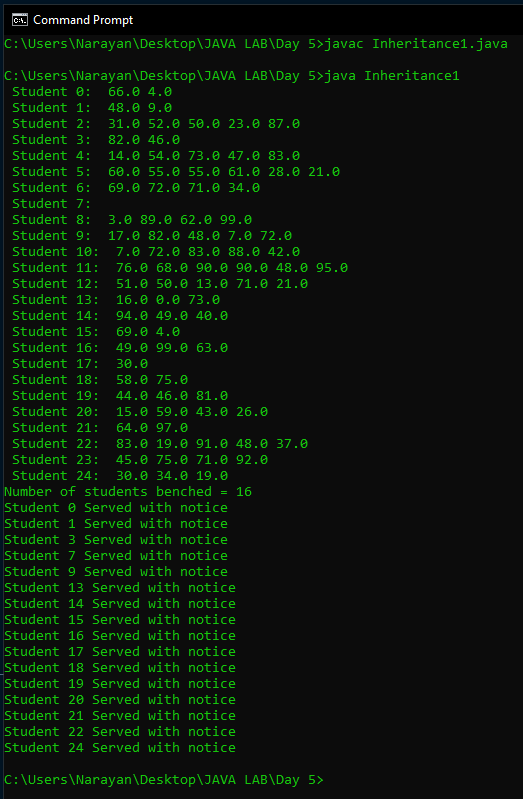 Command Prompt
C:\Users\Narayan\Desktop\JAVA LAB\Day 5>javac Inheritance1.java
C:\Users\Narayan\Desktop\JAVA LAB\Day 5>java Inheritance1
Student 0:  66.0 4.0
Student 1:  48.0 9.0
Student 2:  31.0 52.0 50.0 23.0 87.0
Student 3:  82.0 46.0
Student 4:  14.0 54.0 73.0 47.0 83.0
Student 5:  60.0 55.0 55.0 61.0 28.0 21.0
Student 6:  69.0 72.0 71.0 34.0
Student 7:
Student 8:  3.0 89.0 62.0 99.0
Student 9:  17.0 82.0 48.0 7.0 72.0
Student 10:  7.0 72.0 83.0 88.0 42.0
Student 11:  76.0 68.0 90.0 90.0 48.0 95.0
Student 12:  51.0 50.0 13.0 71.0 21.0
Student 13:  16.0 0.0 73.0
Student 14:  94.0 49.0 40.0
Student 15:  69.0 4.0
Student 16:  49.0 99.0 63.0
Student 17:  30.0
Student 18:  58.0 75.0
Student 19:  44.0 46.0 81.0
Student 20:  15.0 59.0 43.0 26.0
Student 21:  64.0 97.0
Student 22:  83.0 19.0 91.0 48.0 37.0
Student 23:  45.0 75.0 71.0 92.0
Student 24:  30.0 34.0 19.0
Number of students benched = 16
Student 0 Served with notice
Student 1 Served with notice
Student 3 Served with notice
Student 7 Served with notice
Student 9 Served with notice
Student 13 Served with notice
Student 14 Served with notice
Student 15 Served with notice
Student 16 Served with notice
Student 17 Served with notice
Student 18 Served with notice
Student 19 Served with notice
Student 20 Served with notice
Student 21 Served with notice
Student 22 Served with notice
Student 24 Served with notice
C:\Users\Narayan\Desktop\JAVA LAB\Day 5>